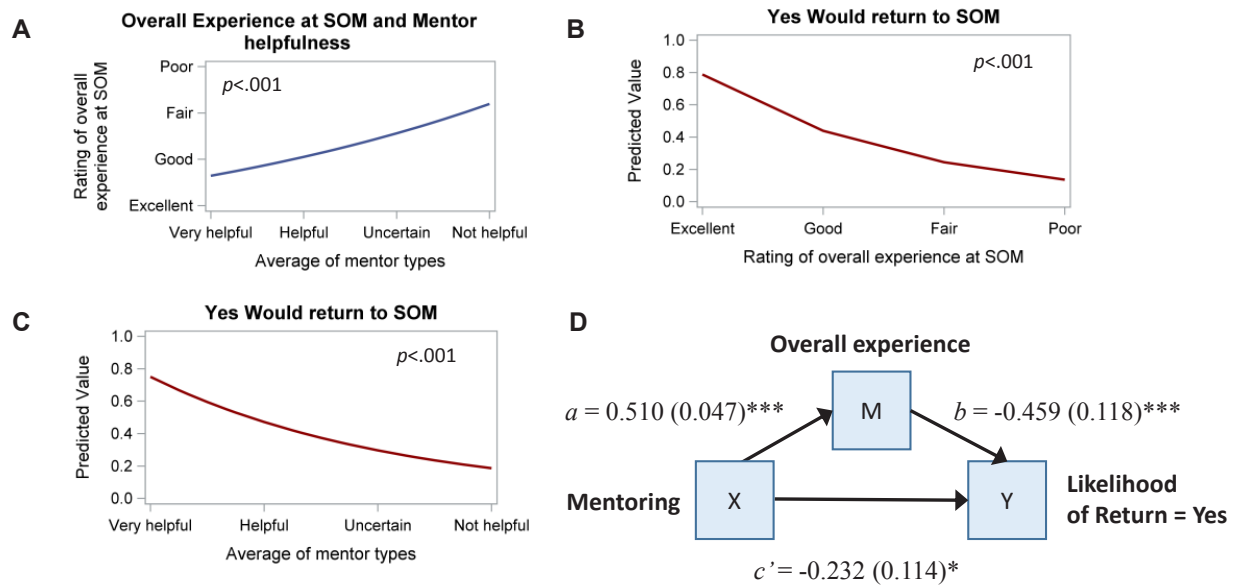 A
Overall Experience at SOM and Mentor
helpfulness
Rating of overall
experience at SOM
Poor
Fair
Good
Excellent
p<.001
Very helpful Helpful Uncertain Not helpful
Average of mentor types
B
Yes Would return to SOM
Predicted Value
1.0
0.8
0.6
0.4
0.2
0.0
p<.001
Excellent Good Fair Poor
Rating of overall experience at SOM
C
Yes Would return to SOM
Predicted Value
1.0
0.8
0.6
0.4
0.2
0.0
p<.001
Very helpful Helpful Uncertain Not helpful
Average of mentor types
D
Overall experience
M
a = 0.510 (0.047)***
b = -0.459 (0.118)***
Mentoring
X
Y
Likelihood
of Return = Yes
c’= -0.232 (0.114)*